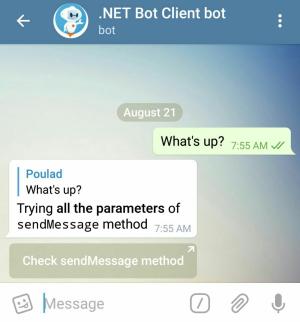 .NET Bot Client bot
bot
August 21
What's up? 7:55 AM
Poulad
What's up?
Trying all the parameters of
sendMessage method 7:55 AM
Check sendMessage method
Message